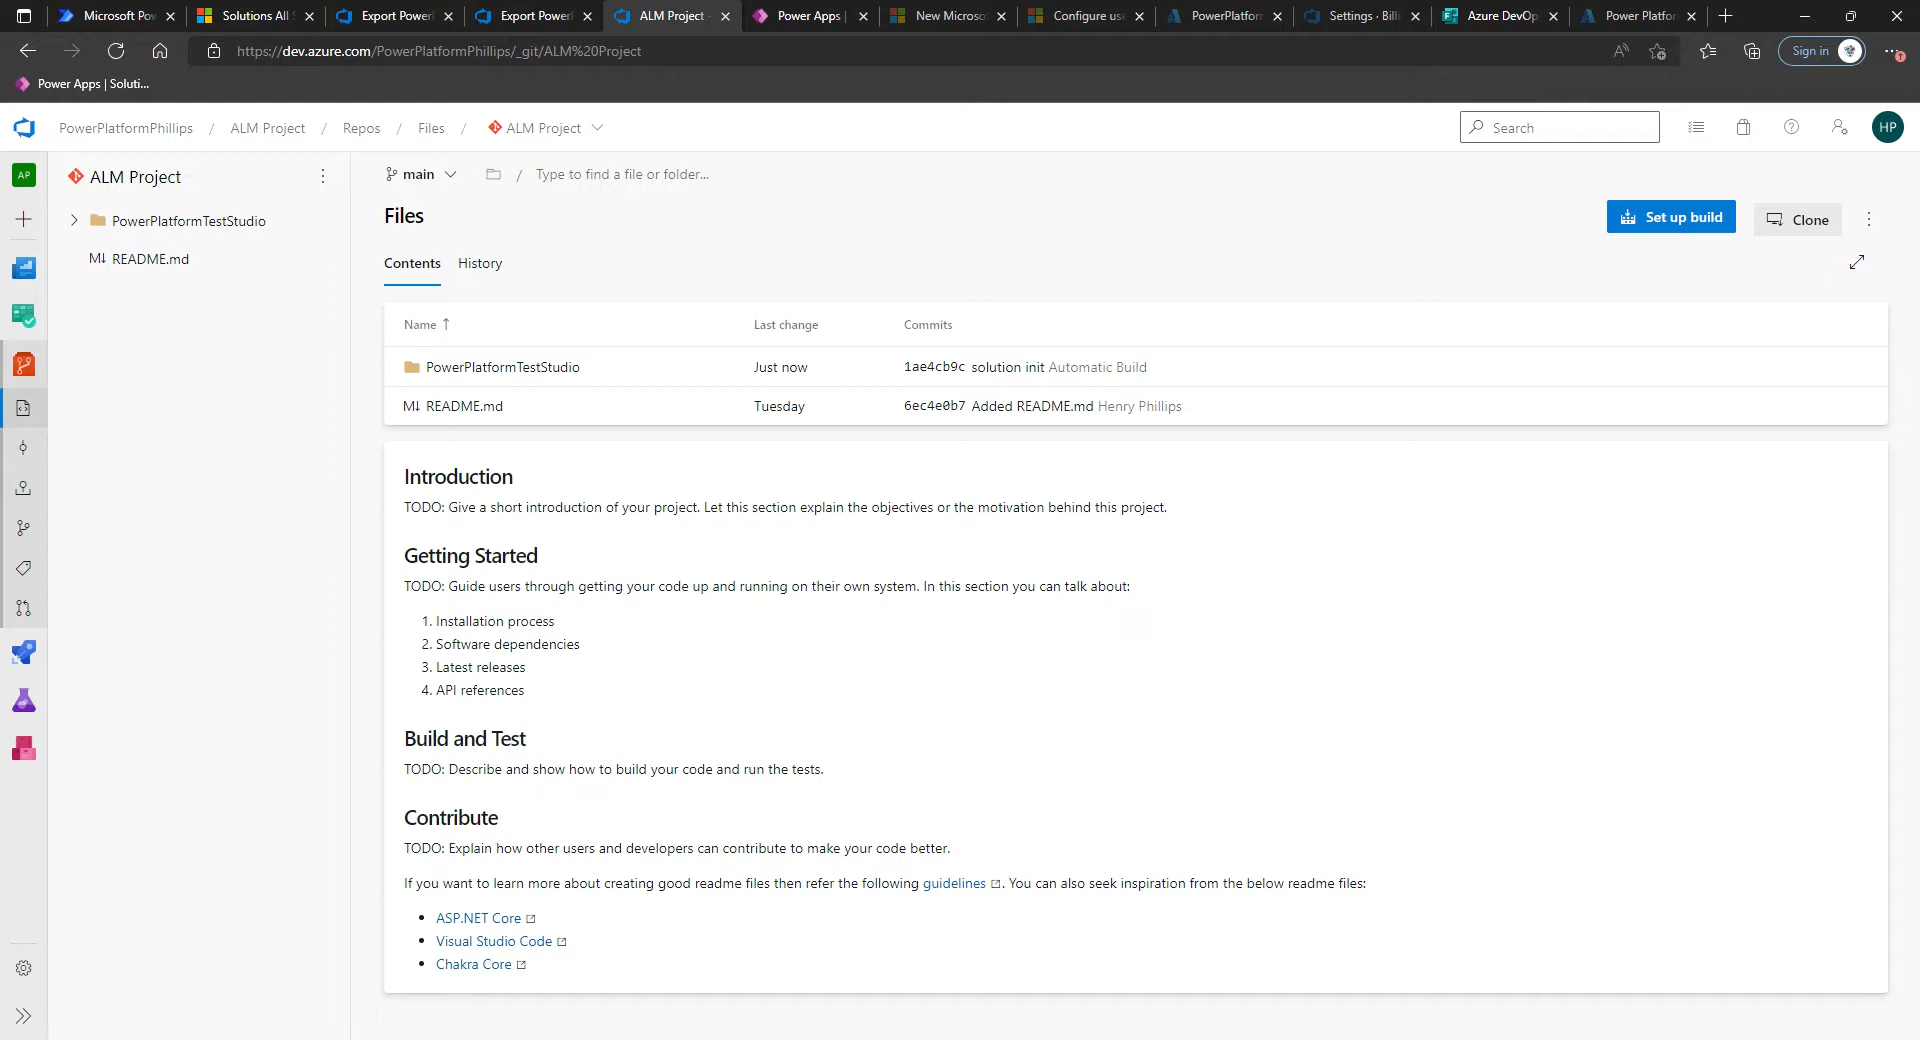 Microsoft Po
Solutions All
Export Power
Export Power
ALM Project -
Power Apps |
New Microso
Configure use
PowerPlatfor
Settings · Billi
Azure DevOp
Power Platfor
https://dev.azure.com/PowerPlatformPhillips/_git/ALM%20Project
Sign in
Power Apps | Soluti...
PowerPlatformPhillips / ALM Project / Repos / Files / ALM Project
Search
HP
AP
ALM Project
PowerPlatformTestStudio
README.md
main
/ Type to find a file or folder...
Files
Set up build
Clone
Contents
History
Name ↑
Last change
Commits
PowerPlatformTestStudio
Just now
1ae4cb9c solution init Automatic Build
README.md
Tuesday
6ec4e0b7 Added README.md Henry Phillips
Introduction
TODO: Give a short introduction of your project. Let this section explain the objectives or the motivation behind this project.
Getting Started
TODO: Guide users through getting your code up and running on their own system. In this section you can talk about:
1. Installation process
2. Software dependencies
3. Latest releases
4. API references
Build and Test
TODO: Describe and show how to build your code and run the tests.
Contribute
TODO: Explain how other users and developers can contribute to make your code better.
If you want to learn more about creating good readme files then refer the following guidelines. You can also seek inspiration from the below readme files:
• ASP.NET Core
• Visual Studio Code
• Chakra Core